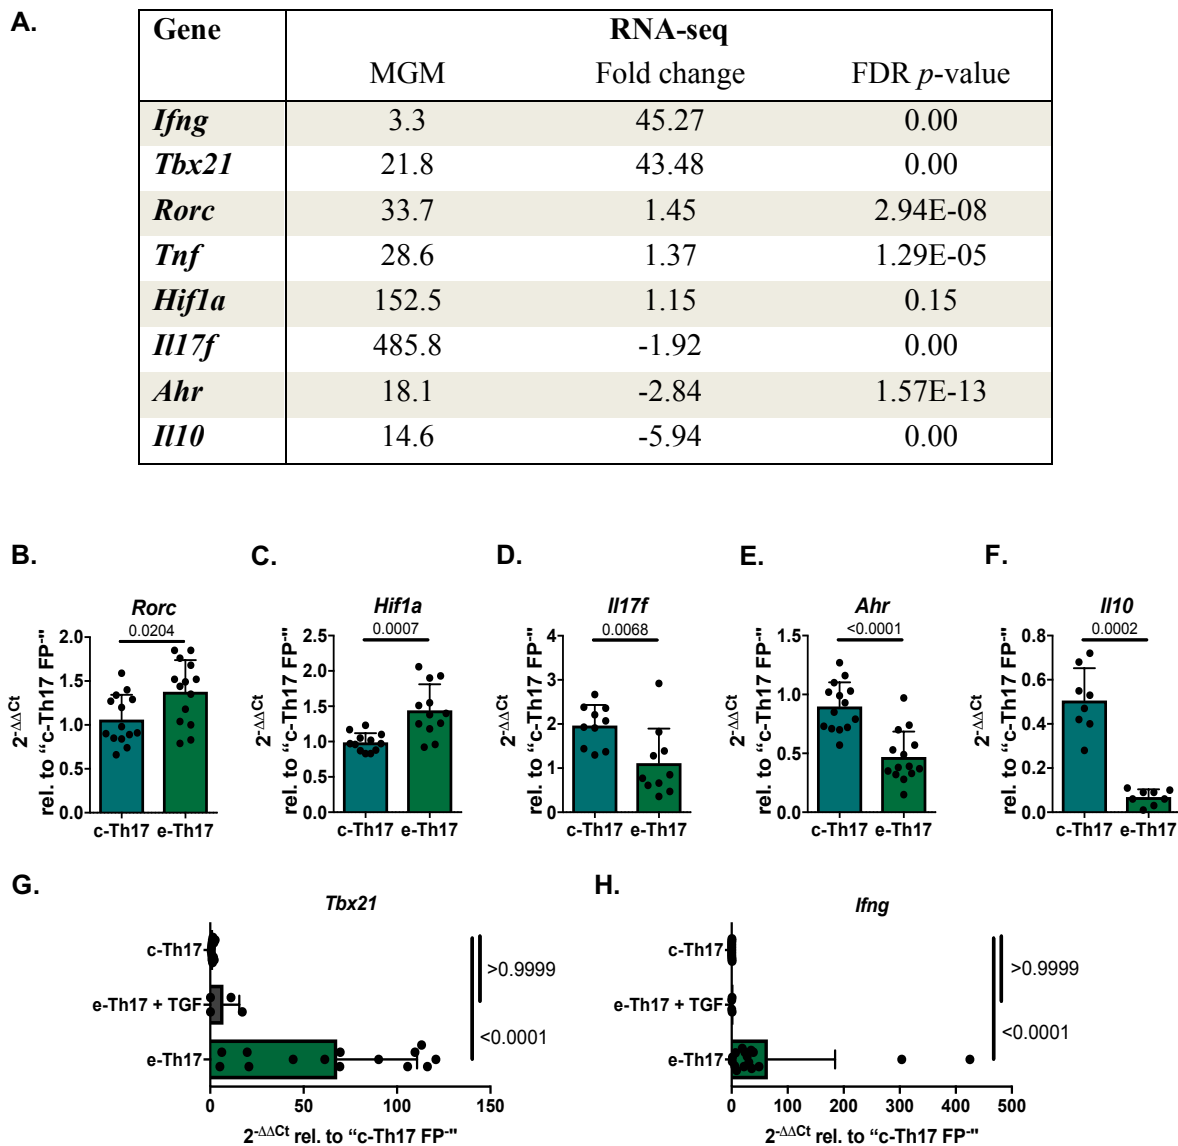 A.
Gene RNA-seq
MGM Fold change FDR p-value
Ifng 3.3 45.27 0.00
Tbx21 21.8 43.48 0.00
Rorc 33.7 1.45 2.94E-08
Tnf 28.6 1.37 1.29E-05
Hif1a 152.5 1.15 0.15
Il17f 485.8 -1.92 0.00
Ahr 18.1 -2.84 1.57E-13
Il10 14.6 -5.94 0.00
B.
Rorc
0.0204
2-ΔΔCt
rel. to “c-Th17 FP-"
2.0
1.5
1.0
0.5
0.0
c-Th17 e-Th17
C.
Hif1a
0.0007
2-ΔΔCt
rel. to “c-Th17 FP-"
2.5
2.0
1.5
1.0
0.5
0.0
c-Th17 e-Th17
D.
Il17f
0.0068
2-ΔΔCt
rel. to “c-Th17 FP-"
4
3
2
1
0
c-Th17 e-Th17
E.
Ahr
<0.0001
2-ΔΔCt
rel. to “c-Th17 FP-"
1.5
1.0
0.5
0.0
c-Th17 e-Th17
F.
Il10
0.0002
2-ΔΔCt
rel. to “c-Th17 FP-"
0.8
0.6
0.4
0.2
0.0
c-Th17 e-Th17
G.
Tbx21
c-Th17
e-Th17 + TGF
e-Th17
>0.9999
<0.0001
0 50 100 150
2-ΔΔCt rel. to “c-Th17 FP-"
H.
Ifng
c-Th17
e-Th17 + TGF
e-Th17
>0.9999
<0.0001
0 100 200 300 400 500
2-ΔΔCt rel. to “c-Th17 FP-"